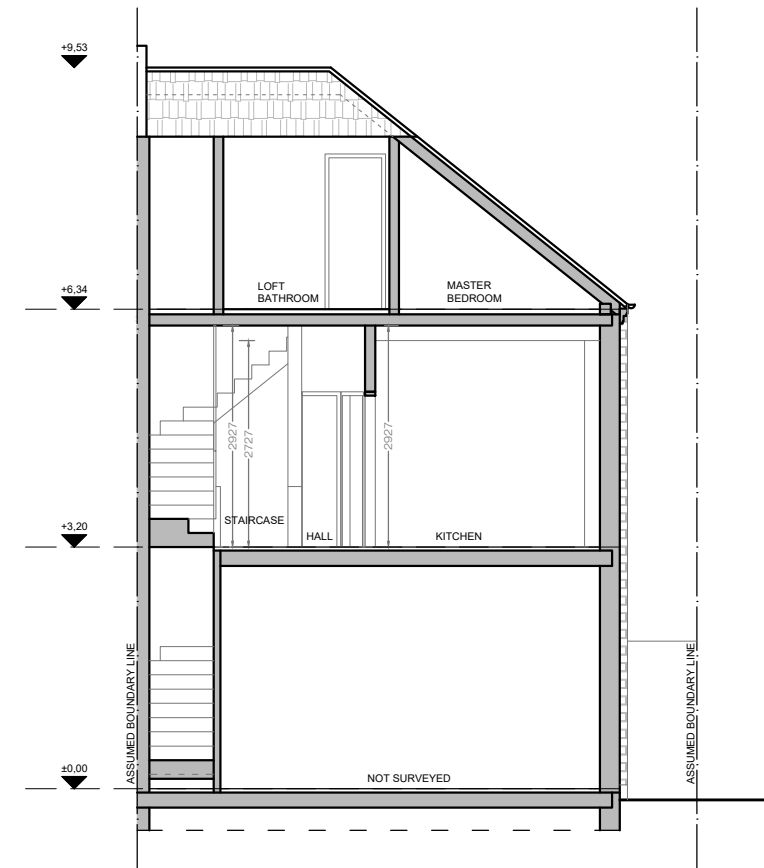 +9,53
+6,34
LOFT
BATHROOM
MASTER
BEDROOM
2927
2727
2927
STAIRCASE
HALL
KITCHEN
+3,20
ASSUMED BOUNDARY LINE
ASSUMED BOUNDARY LINE
±0,00
NOT SURVEYED